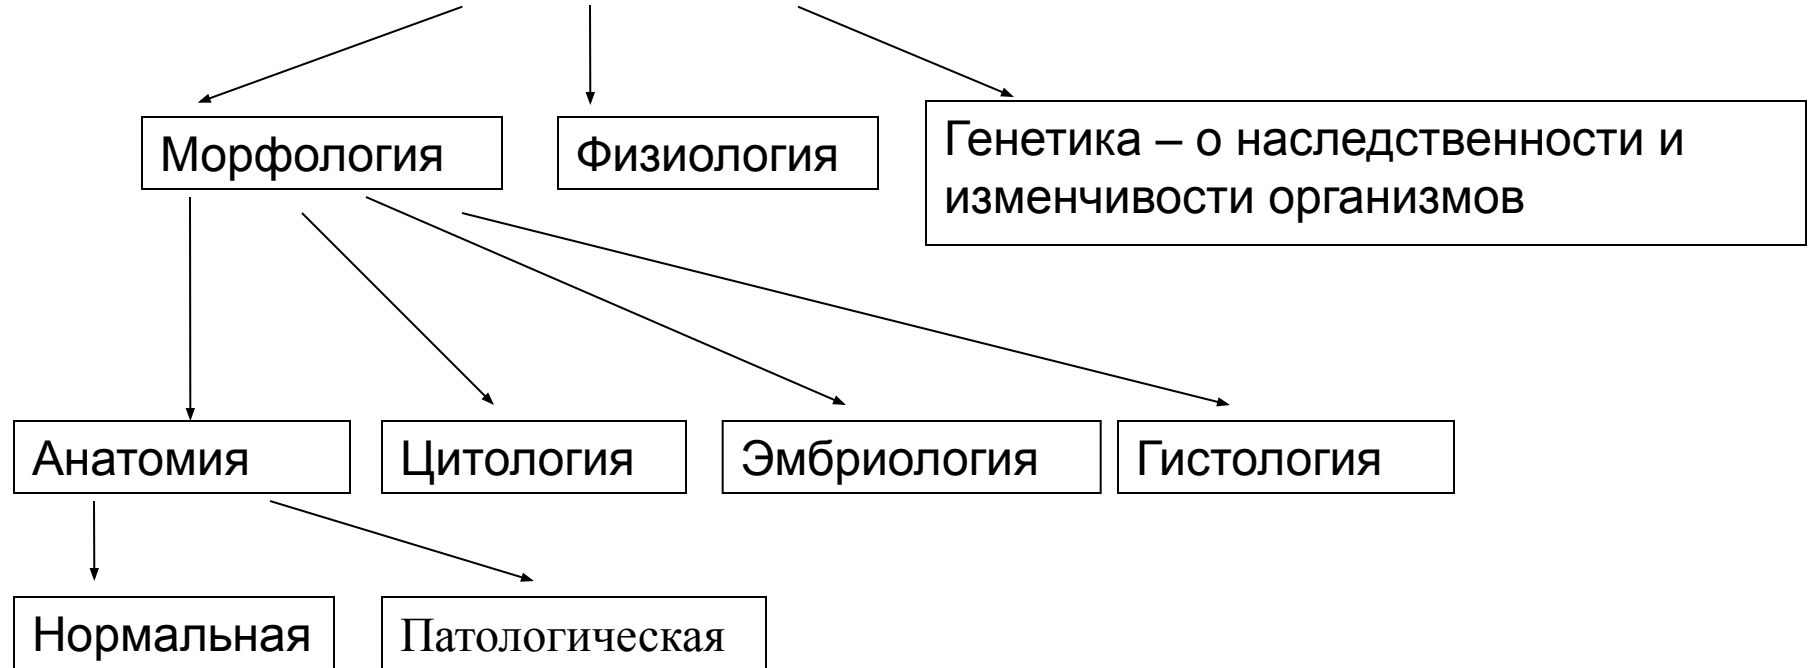 Морфология
Физиология
Генетика – о наследственности и
изменчивости организмов
Анатомия
Цитология
Эмбриология
Гистология
Нормальная
Патологическая